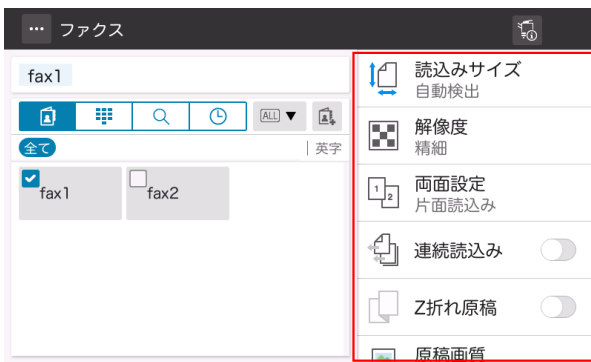 … ファクス
fax1
ALL ▼
全て
英字
fax1
fax2
読込みサイズ
自動検出
解像度
精細
1 2
両面設定
片面読込み
連続読込み
Z折れ原稿
原稿画質